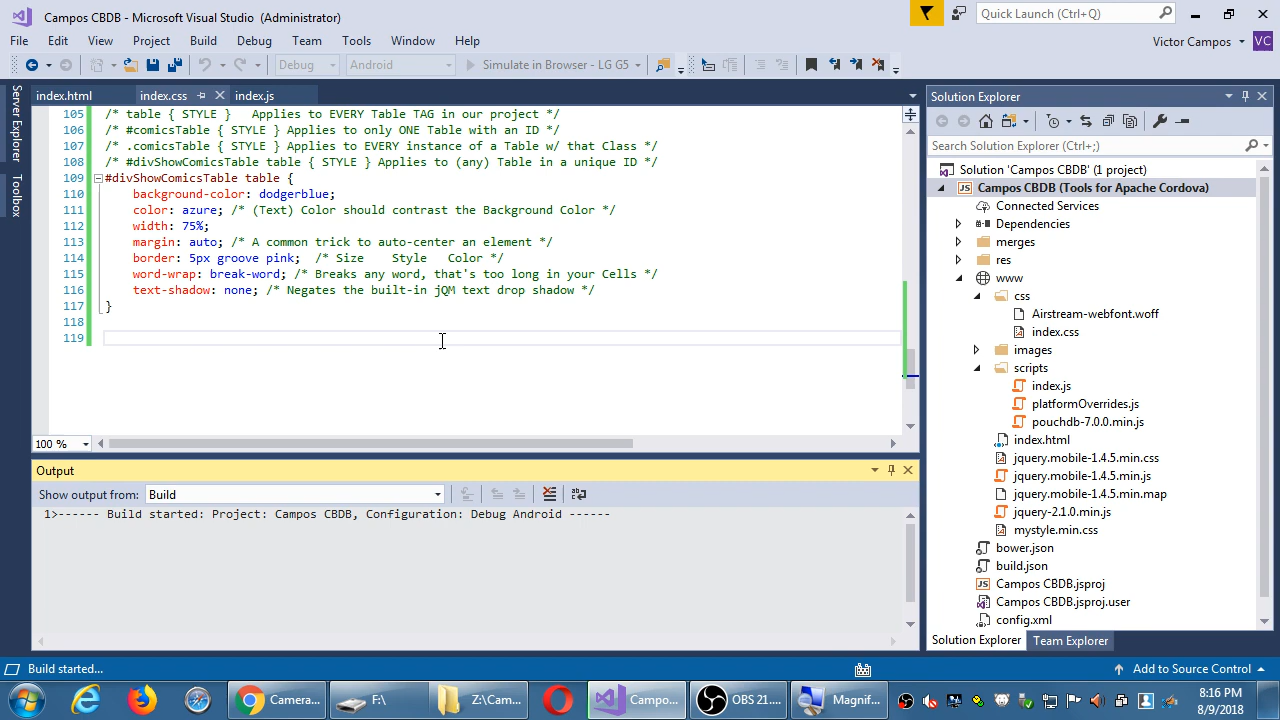 Campos CBDB - Microsoft Visual Studio (Administrator)
Quick Launch (Ctrl+Q)
File Edit View Project Build Debug Team Tools Window Help
Victor Campos VC
Debug Android Simulate in Browser - LG G5
Server Explorer
Toolbox
index.html index.css index.js
105 /* table { STYLE }   Applies to EVERY Table TAG in our project */
106 /* #comicsTable { STYLE } Applies to only ONE Table with an ID */
107 /* .comicsTable { STYLE } Applies to EVERY instance of a Table w/ that Class */
108 /* #divShowComicsTable table { STYLE } Applies to (any) Table in a unique ID */
109 #divShowComicsTable table {
110 background-color: dodgerblue;
111 color: azure; /* (Text) Color should contrast the Background Color */
112 width: 75%;
113 margin: auto; /* A common trick to auto-center an element */
114 border: 5px groove pink;  /* Size    Style   Color */
115 word-wrap: break-word; /* Breaks any word, that's too long in your Cells */
116 text-shadow: none; /* Negates the built-in jQM text drop shadow */
117 }
118
119
100 %
Output
Show output from: Build
1>------ Build started: Project: Campos CBDB, Configuration: Debug Android ------
Solution Explorer
Search Solution Explorer (Ctrl+;)
Solution 'Campos CBDB' (1 project)
Campos CBDB (Tools for Apache Cordova)
Connected Services
Dependencies
merges
res
www
css
Airstream-webfont.woff
index.css
images
scripts
index.js
platformOverrides.js
pouchdb-7.0.0.min.js
index.html
jquery.mobile-1.4.5.min.css
jquery.mobile-1.4.5.min.js
jquery.mobile-1.4.5.min.map
jquery-2.1.0.min.js
mystyle.min.css
bower.json
build.json
Campos CBDB.jsproj
Campos CBDB.jsproj.user
config.xml
Solution Explorer Team Explorer
Build started...
Add to Source Control
Camera... F:\ Z:\Cam... Campo... OBS 21.... Magnif...
8:16 PM
8/9/2018